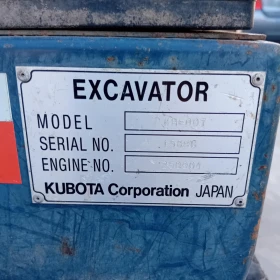 EXCAVATOR
MODEL
SERIAL NO.
ENGINE NO.
KUBOTA Corporation JAPAN